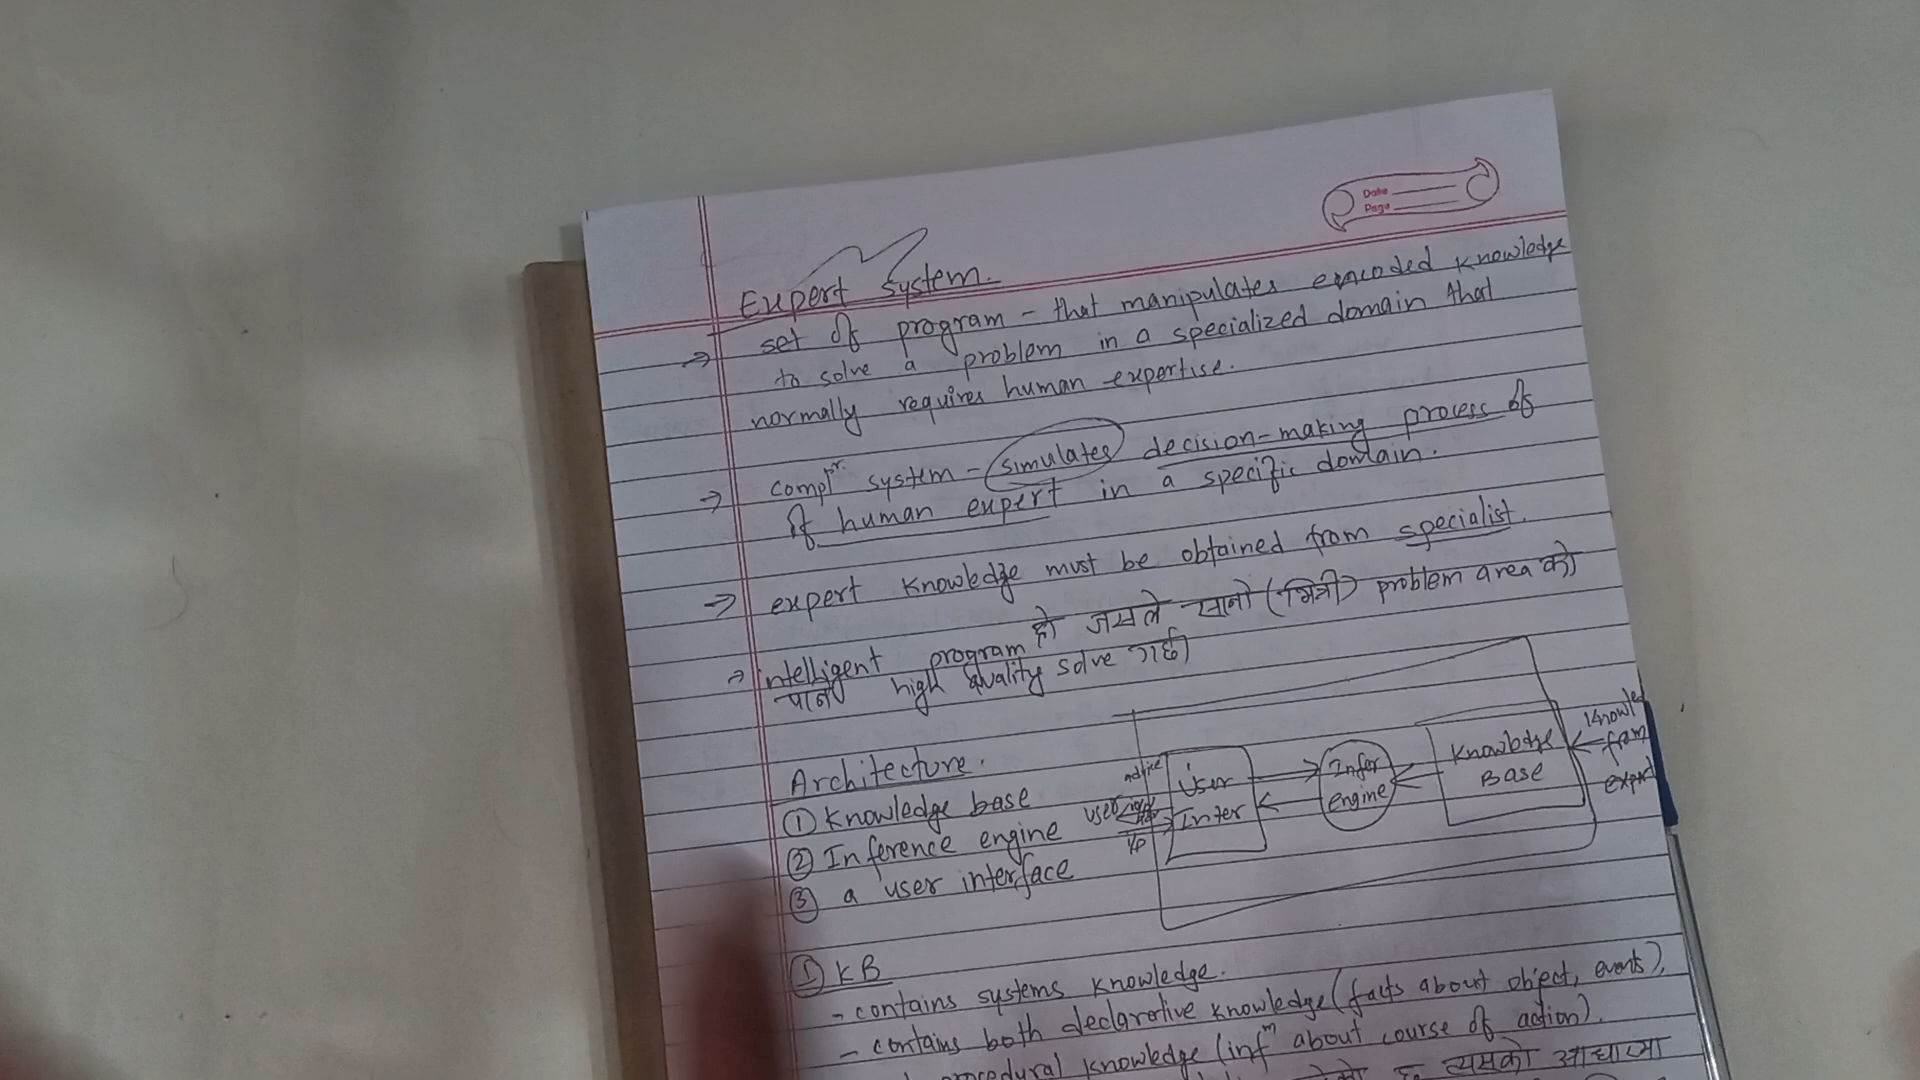 Date
Page
Expert System.
→ set of program - that manipulates encoded knowledge
to solve a problem in a specialized domain that
normally requires human expertise.
→ compr. system - simulates decision-making process of
of human expert in a specific domain.
→ expert knowledge must be obtained from specialist.
→ intelligent program हो जसले सानो (भित्री) problem area को
high quality solve गर्छ।
Architecture.
① Knowledge base
② Inference engine
③ a user interface
advice
user
I/P
User
Inter
Infer
engine
Knowledge
Base
from
① KB
- contains systems knowledge.
- contains both declarative knowledge (facts about object, events),
procedural knowledge (infm about course of action).
छ त्यसको